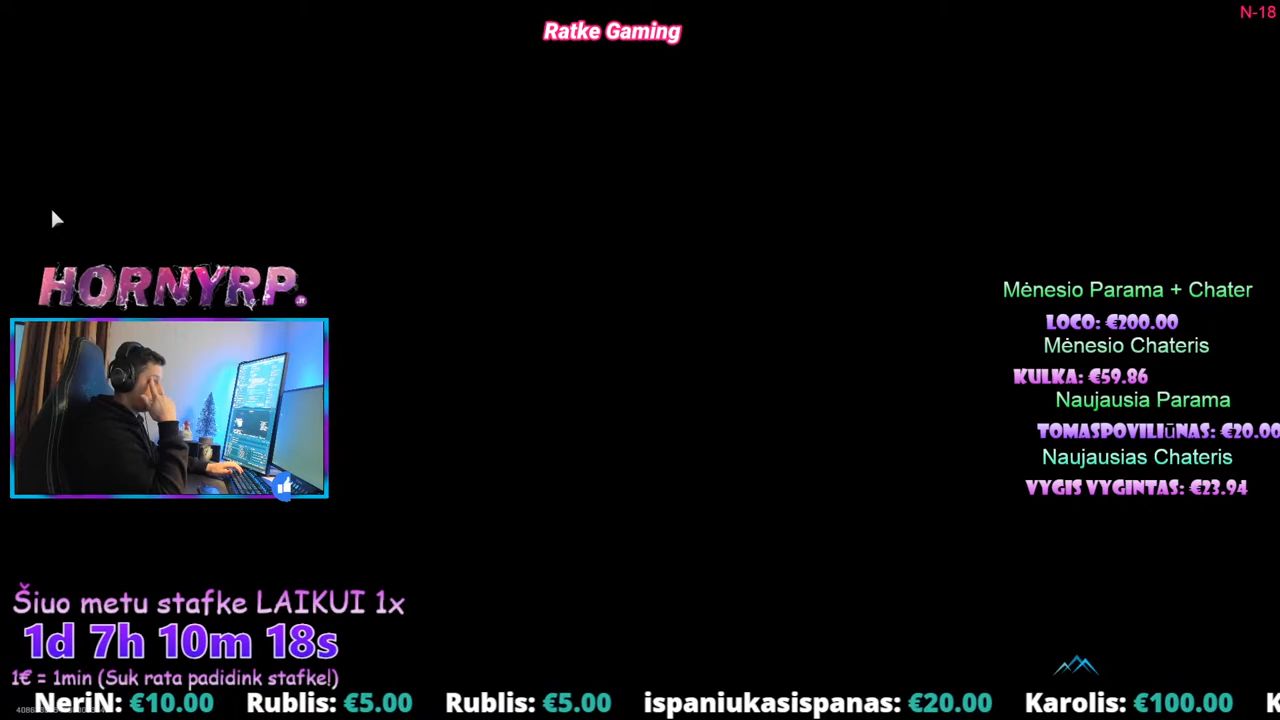 Ratke Gaming
N-18
HORNYRP.
Mėnesio Parama + Chater
LOCO: €200.00
Mėnesio Chateris
KULKA: €59.86
Naujausia Parama
TOMASPOVILIŪNAS: €20.00
Naujausias Chateris
VYGIS VYGINTAS: €23.94
Šiuo metu stafke LAIKUI 1x
1d 7h 10m 18s
1€ = 1min (Suk rata padidink stafke!)
NeriN: €10.00 Rublis: €5.00 Rublis: €5.00 ispaniukasispanas: €20.00 Karolis: €100.00 K